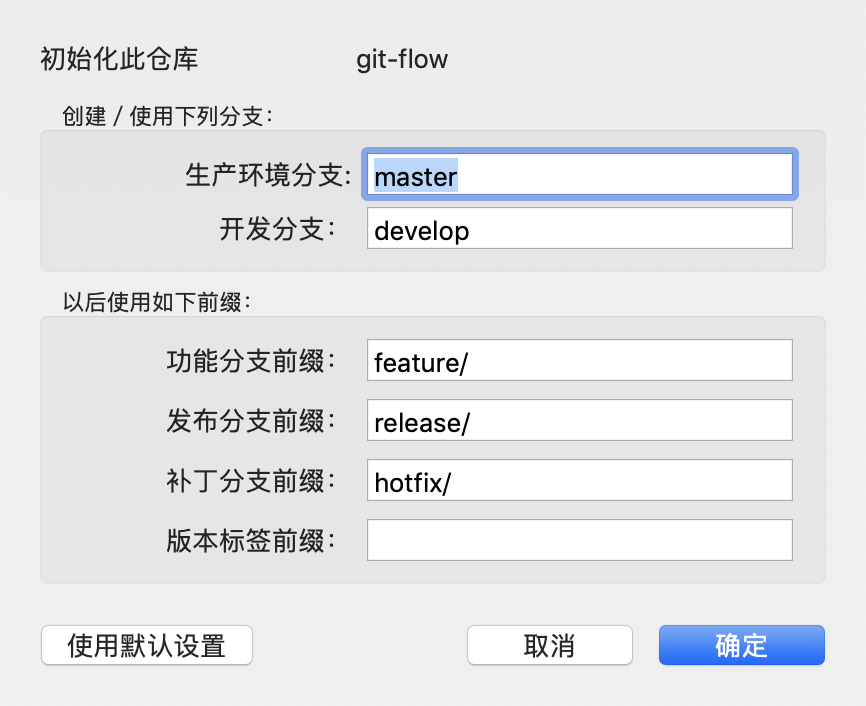 初始化此仓库 git-flow
创建 / 使用下列分支：
生产环境分支: master
开发分支： develop
以后使用如下前缀：
功能分支前缀： feature/
发布分支前缀： release/
补丁分支前缀： hotfix/
版本标签前缀：
使用默认设置 取消 确定